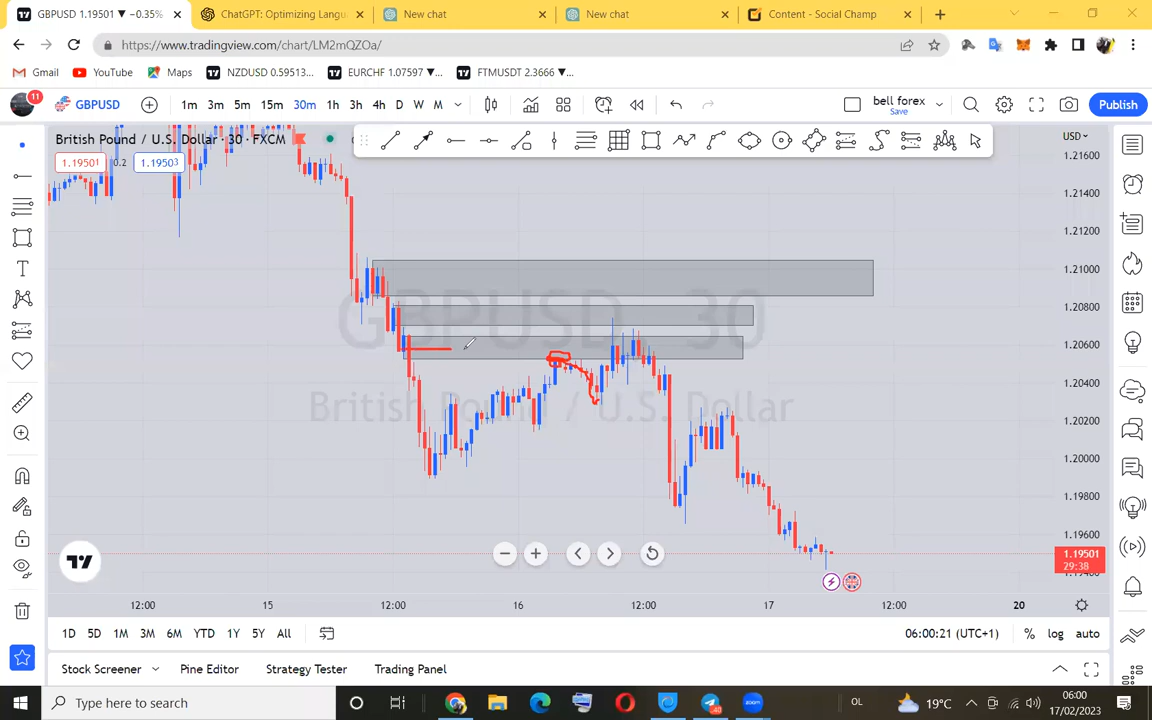 GBPUSD 1.19501 ▼ −0.35%
ChatGPT: Optimizing Langu
New chat
New chat
Content - Social Champ
https://www.tradingview.com/chart/LM2mQZOa/
Gmail
YouTube
Maps
NZDUSD 0.59513...
EURCHF 1.07597 ▼...
FTMUSDT 2.3666 ▼...
11
GBPUSD
1m 3m 5m 15m 30m 1h 3h 4h D W M
bell forex
Save
Publish
British Pound / U.S. Dollar · 30 · FXCM
1.19501
0.2
1.19503
USD
1.21600
1.21400
1.21200
1.21000
1.20800
1.20600
1.20400
1.20200
1.20000
1.19800
1.19600
1.19501
29:38
GBPUSD 30
British Pound / U.S. Dollar
12:00 15 12:00 16 12:00 17 12:00 20
1D 5D 1M 3M 6M YTD 1Y 5Y All
06:00:21 (UTC+1)
% log auto
Stock Screener
Pine Editor
Strategy Tester
Trading Panel
Type here to search
OL
19°C
06:00
17/02/2023